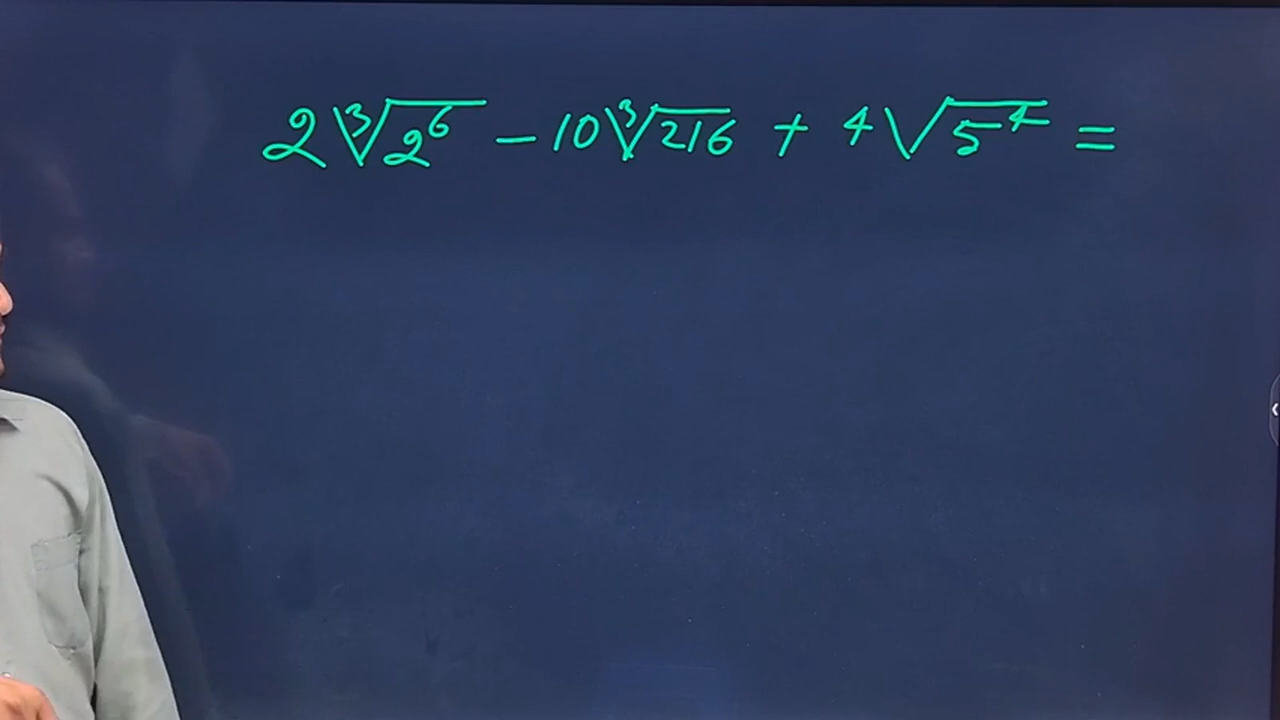 2∛2⁶ − 10∛216 + 4√5⁴ =